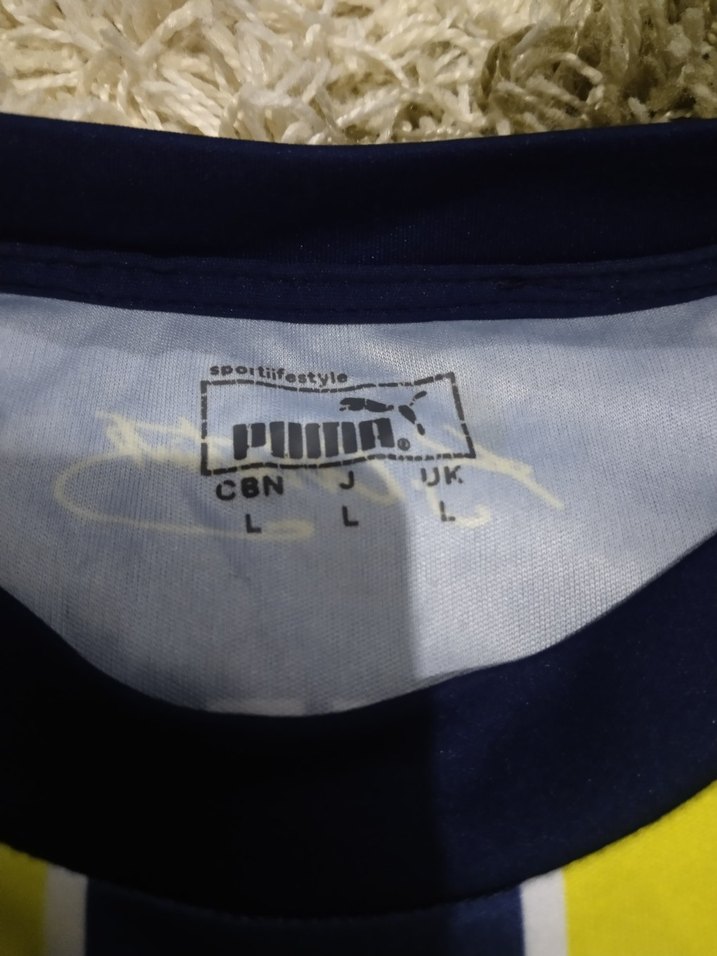 sportlifestyle
PUMA®
CBN J UK
L L L